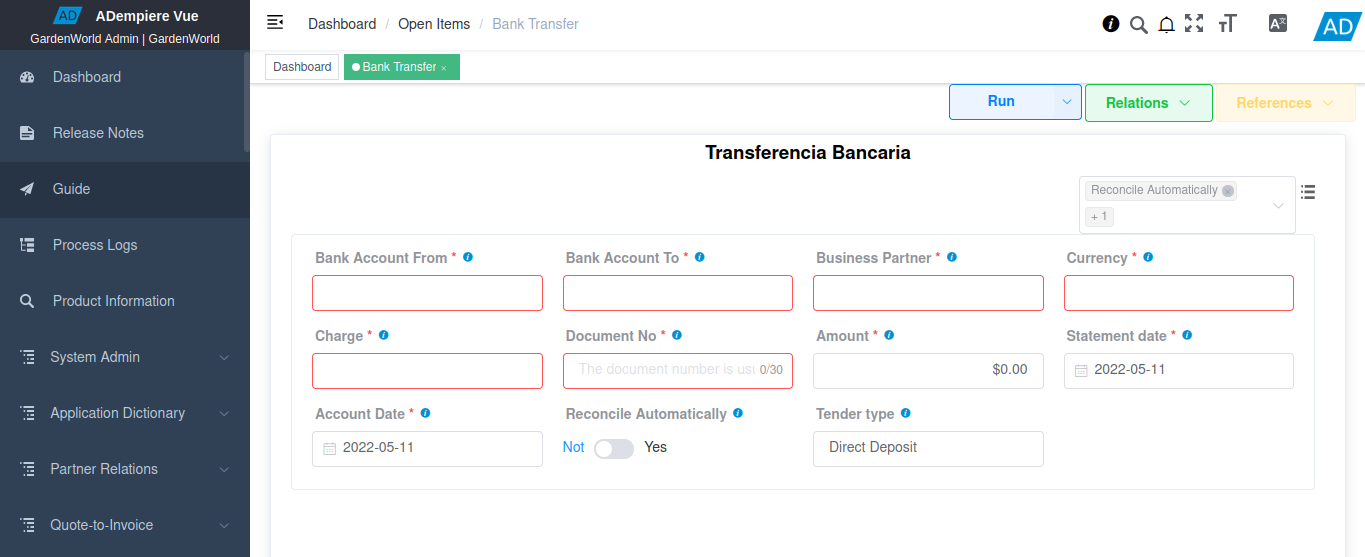 AD ADempiere Vue
GardenWorld Admin | GardenWorld
Dashboard
Release Notes
Guide
Process Logs
Product Information
System Admin
Application Dictionary
Partner Relations
Quote-to-Invoice
Dashboard / Open Items / Bank Transfer
AD
Dashboard
Bank Transfer ×
Run
Relations
References
Transferencia Bancaria
Reconcile Automatically
+ 1
Bank Account From *
Bank Account To *
Business Partner *
Currency *
Charge *
Document No *
Amount *
Statement date *
The document number is usu 0/30
$0.00
2022-05-11
Account Date *
Reconcile Automatically
Tender type
2022-05-11
Not Yes
Direct Deposit